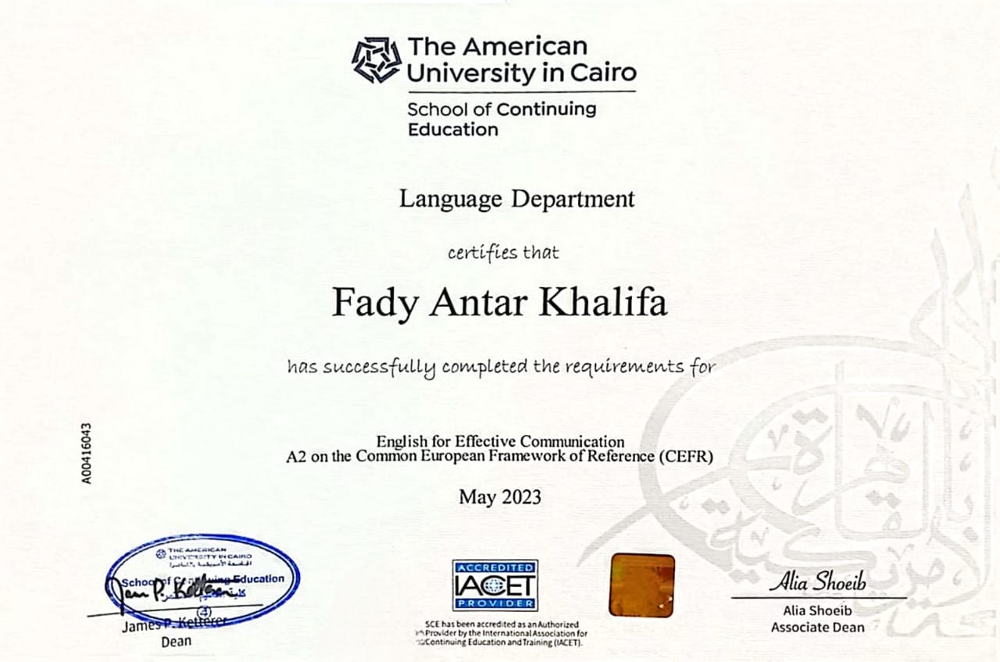 The American
University in Cairo
School of Continuing
Education
Language Department
certifies that
Fady Antar Khalifa
has successfully completed the requirements for
English for Effective Communication
A2 on the Common European Framework of Reference (CEFR)
May 2023
A00416043
THE AMERICAN
UNIVERSITY IN CAIRO
School of Continuing Education
4
James P. Ketterer
Dean
ACCREDITED
IACET
PROVIDER
SCE has been accredited as an Authorized
Provider by the International Association for
Continuing Education and Training (IACET).
Alia Shoeib
Alia Shoeib
Associate Dean